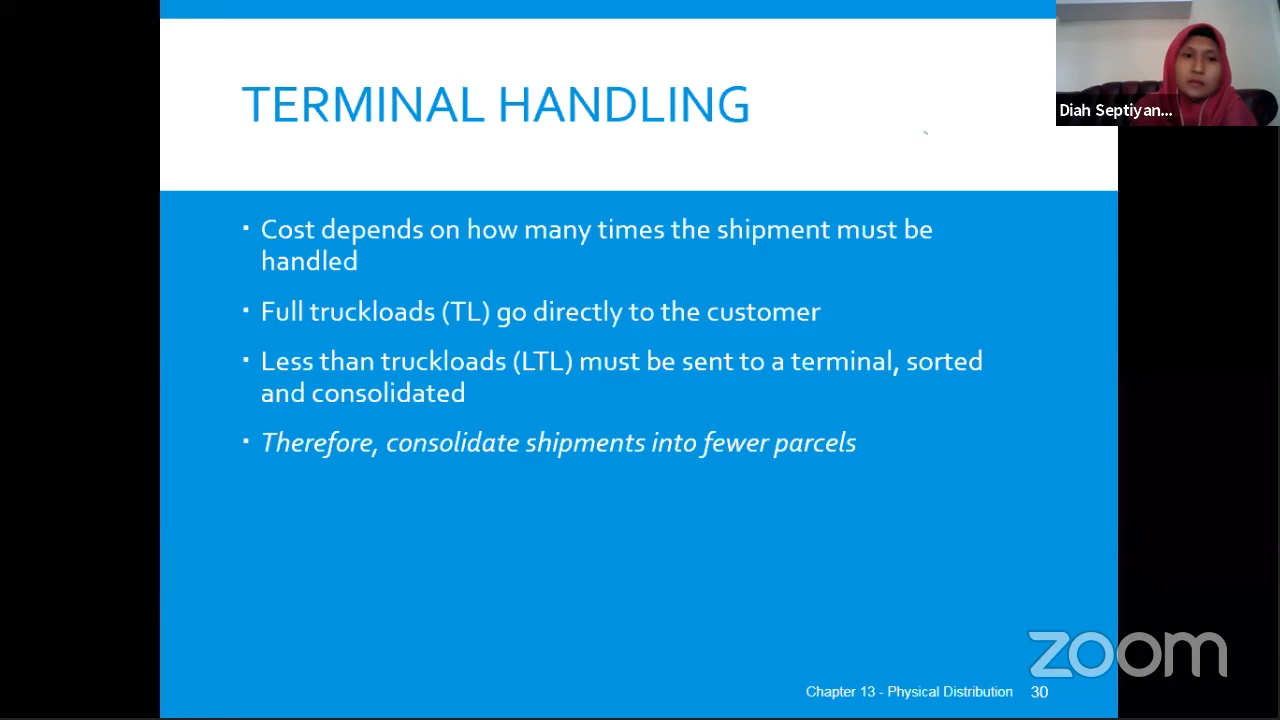 TERMINAL HANDLING
Diah Septiyan...
▪ Cost depends on how many times the shipment must be
handled
▪ Full truckloads (TL) go directly to the customer
▪ Less than truckloads (LTL) must be sent to a terminal, sorted
and consolidated
▪ Therefore, consolidate shipments into fewer parcels
zoom
Chapter 13 - Physical Distribution 30